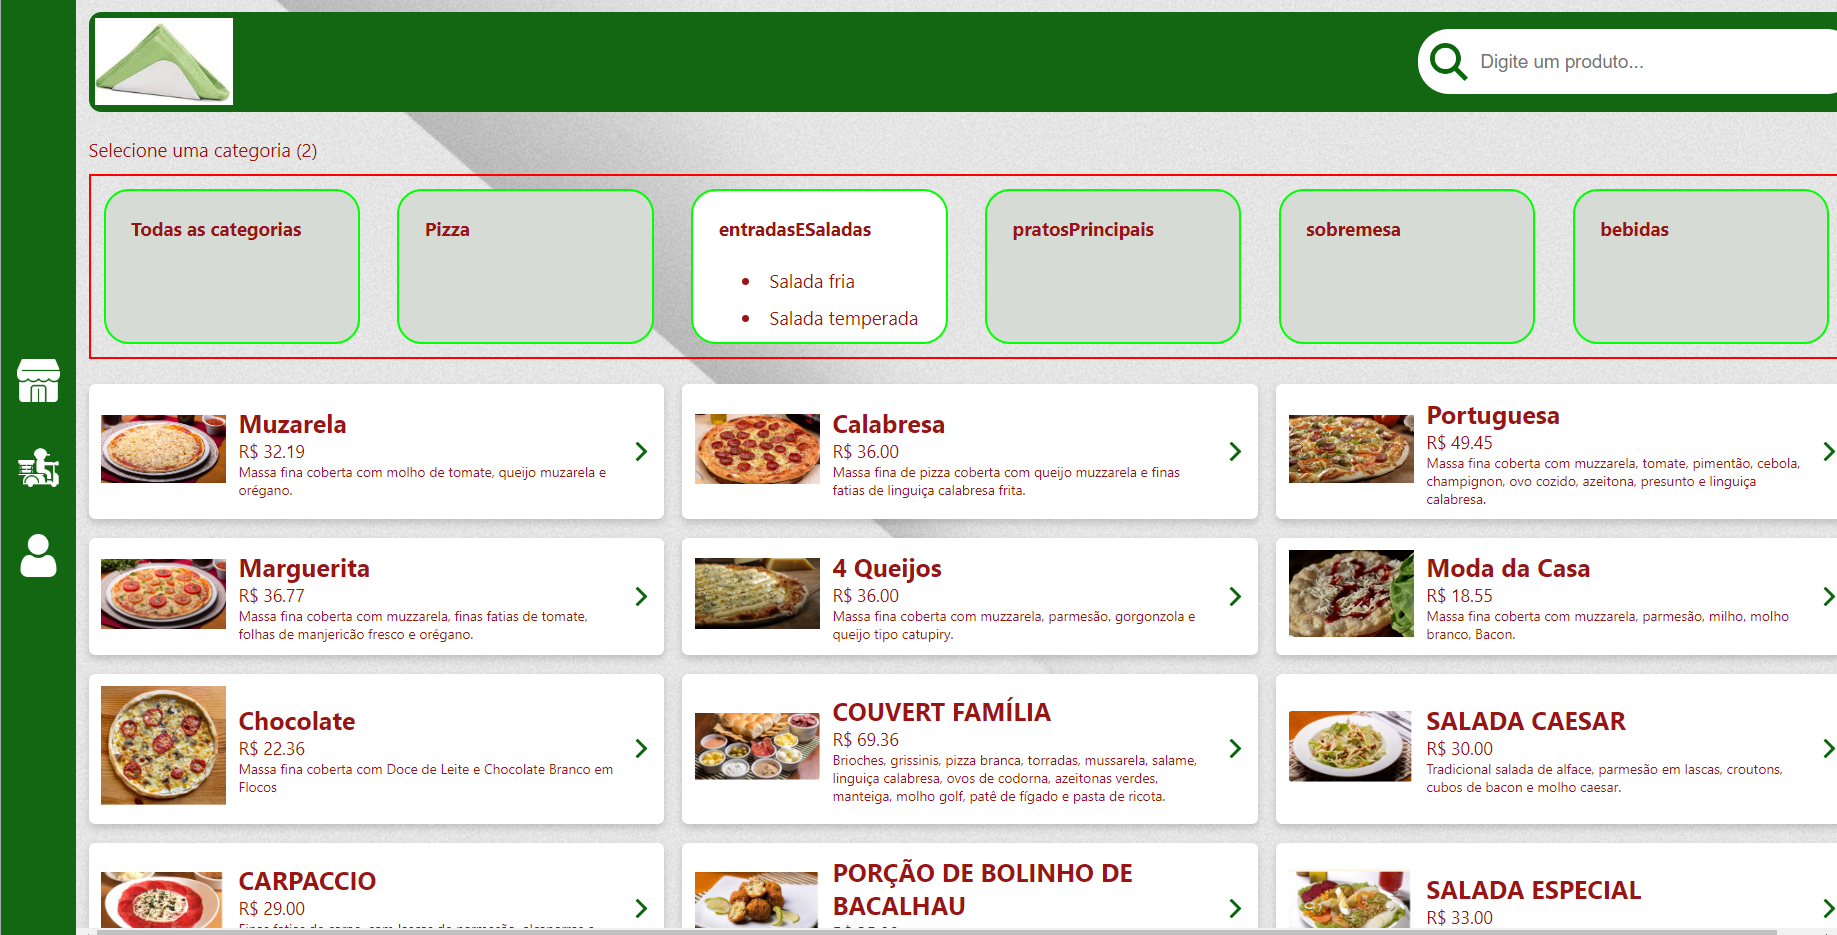 Digite um produto...
Selecione uma categoria (2)
Todas as categorias
Pizza
entradasESaladas
Salada fria
Salada temperada
pratosPrincipais
sobremesa
bebidas
Muzarela
R$ 32.19
Massa fina coberta com molho de tomate, queijo muzarela e
orégano.
Calabresa
R$ 36.00
Massa fina de pizza coberta com queijo muzzarela e finas
fatias de linguiça calabresa frita.
Portuguesa
R$ 49.45
Massa fina coberta com muzzarela, tomate, pimentão, cebola,
champignon, ovo cozido, azeitona, presunto e linguiça
calabresa.
Marguerita
R$ 36.77
Massa fina coberta com muzzarela, finas fatias de tomate,
folhas de manjericão fresco e orégano.
4 Queijos
R$ 36.00
Massa fina coberta com muzzarela, parmesão, gorgonzola e
queijo tipo catupiry.
Moda da Casa
R$ 18.55
Massa fina coberta com muzzarela, parmesão, milho, molho
branco, Bacon.
Chocolate
R$ 22.36
Massa fina coberta com Doce de Leite e Chocolate Branco em
Flocos
COUVERT FAMÍLIA
R$ 69.36
Brioches, grissinis, pizza branca, torradas, mussarela, salame,
linguiça calabresa, ovos de codorna, azeitonas verdes,
manteiga, molho golf, patê de fígado e pasta de ricota.
SALADA CAESAR
R$ 30.00
Tradicional salada de alface, parmesão em lascas, croutons,
cubos de bacon e molho caesar.
CARPACCIO
R$ 29.00
PORÇÃO DE BOLINHO DE
BACALHAU
SALADA ESPECIAL
R$ 33.00